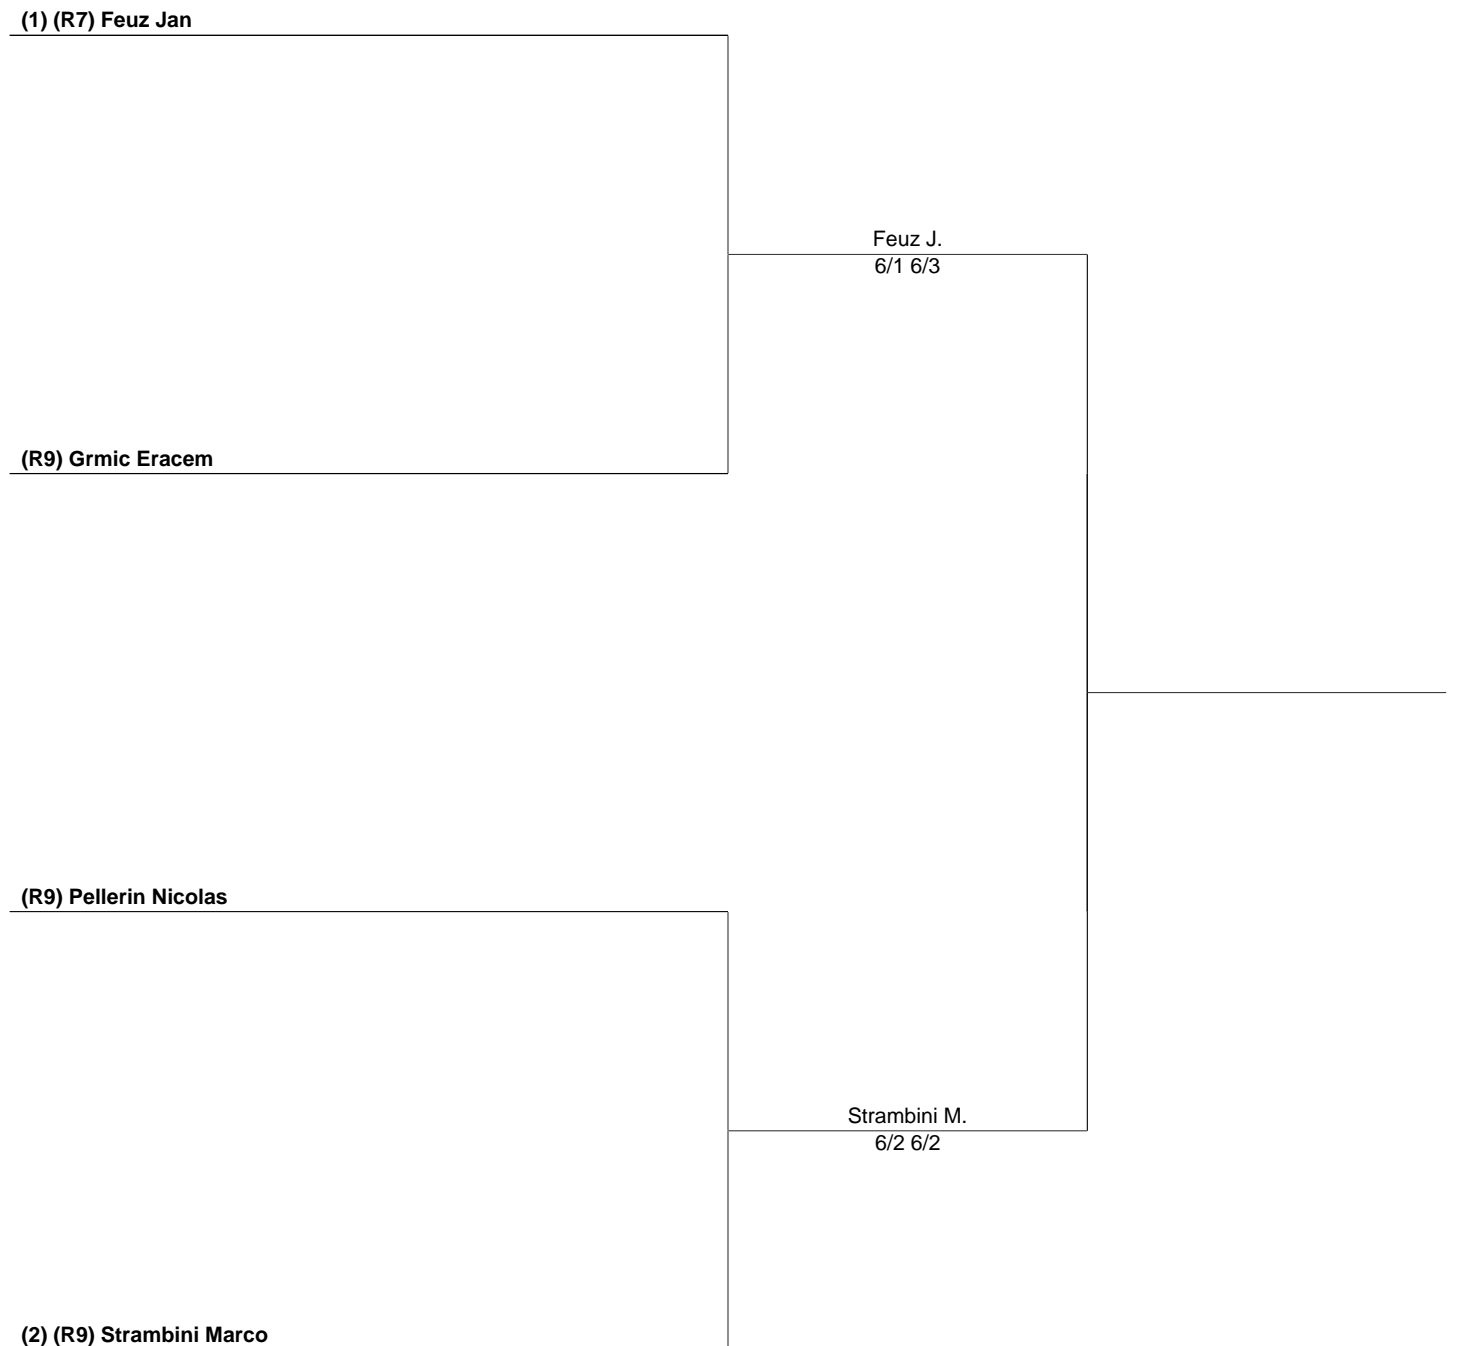 (1) (R7) Feuz Jan
Feuz J.
6/1 6/3
(R9) Grmic Eracem
(R9) Pellerin Nicolas
Strambini M.
6/2 6/2
(2) (R9) Strambini Marco